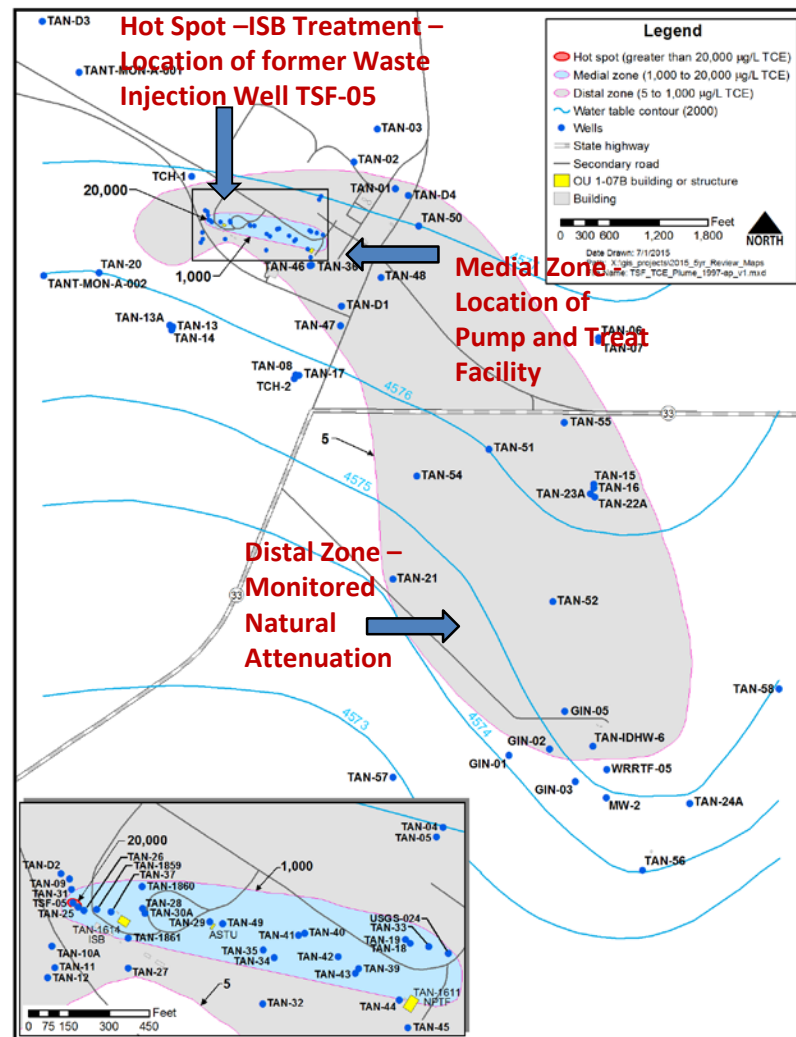 TAN-D3
Hot Spot –ISB Treatment –
Location of former Waste
Injection Well TSF-05
TANT-MON-A-001
Legend
Hot spot (greater than 20,000 µg/L TCE)
Medial zone (1,000 to 20,000 µg/L TCE)
Distal zone (5 to 1,000 µg/L TCE)
Water table contour (2000)
Wells
State highway
Secondary road
OU 1-07B building or structure
Building
Feet
0 300 600 1,200 1,800
NORTH
Date Drawn: 7/1/2015
Path: X:\gis_projects\2015_5yr_Review_Maps
Name: TSF_TCE_Plume_1997-ep_v1.mxd
TAN-03
TAN-02
TCH-1
TAN-01
TAN-D4
20,000
TAN-50
1,000
TAN-46
TAN-36
TAN-48
TAN-20
TANT-MON-A-002
Medial Zone -
Location of
Pump and Treat
Facility
TAN-D1
TAN-13A
TAN-13
TAN-14
TAN-47
TAN-06
TAN-07
TAN-08
TAN-17
TCH-2
4576
33
TAN-55
5
TAN-51
TAN-54
4575
TAN-15
TAN-16
TAN-23A
TAN-22A
Distal Zone –
Monitored
Natural
Attenuation
TAN-21
33
TAN-52
TAN-58
GIN-05
4573
4574
GIN-02
TAN-IDHW-6
GIN-01
WRRTF-05
TAN-57
GIN-03
MW-2
TAN-24A
TAN-56
20,000
TAN-26
TAN-1859
TAN-37
TAN-04
TAN-05
TAN-D2
1,000
TAN-09
TAN-1860
TAN-31
TSF-05
TAN-28
TAN-25
TAN-30A
TAN-29
TAN-49
ASTU
TAN-1614
ISB
TAN-1861
TAN-41
TAN-40
USGS-024
TAN-33
TAN-19
TAN-18
TAN-10A
TAN-35
TAN-34
TAN-42
TAN-11
TAN-27
TAN-39
TAN-12
TAN-43
5
TAN-32
TAN-44
TAN-1611
NPTF
TAN-45
Feet
0 75 150 300 450